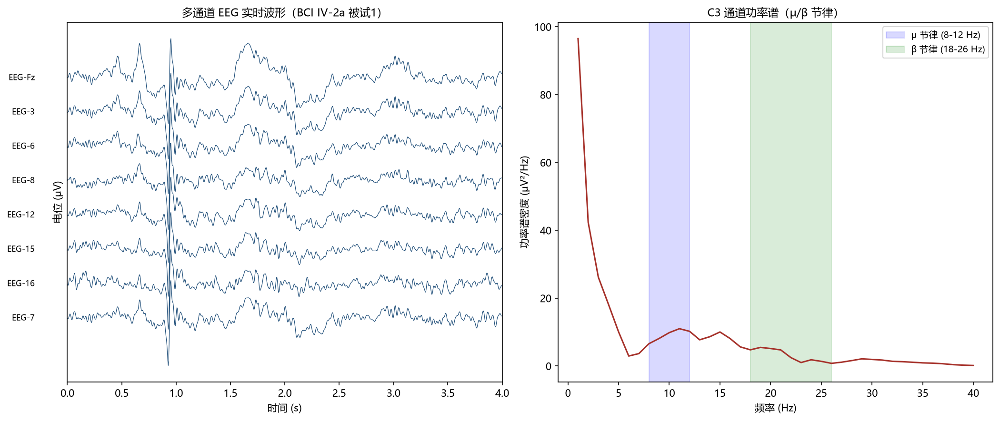 多通道 EEG 实时波形（BCI IV-2a 被试1）
EEG-Fz
EEG-3
EEG-6
EEG-8
EEG-12
EEG-15
EEG-16
EEG-7
电位 (μV)
0.0 0.5 1.0 1.5 2.0 2.5 3.0 3.5 4.0
时间 (s)
C3 通道功率谱（μ/β 节律）
μ 节律 (8-12 Hz)
β 节律 (18-26 Hz)
100
80
60
40
20
0
功率谱密度 (μV²/Hz)
0 5 10 15 20 25 30 35 40
频率 (Hz)